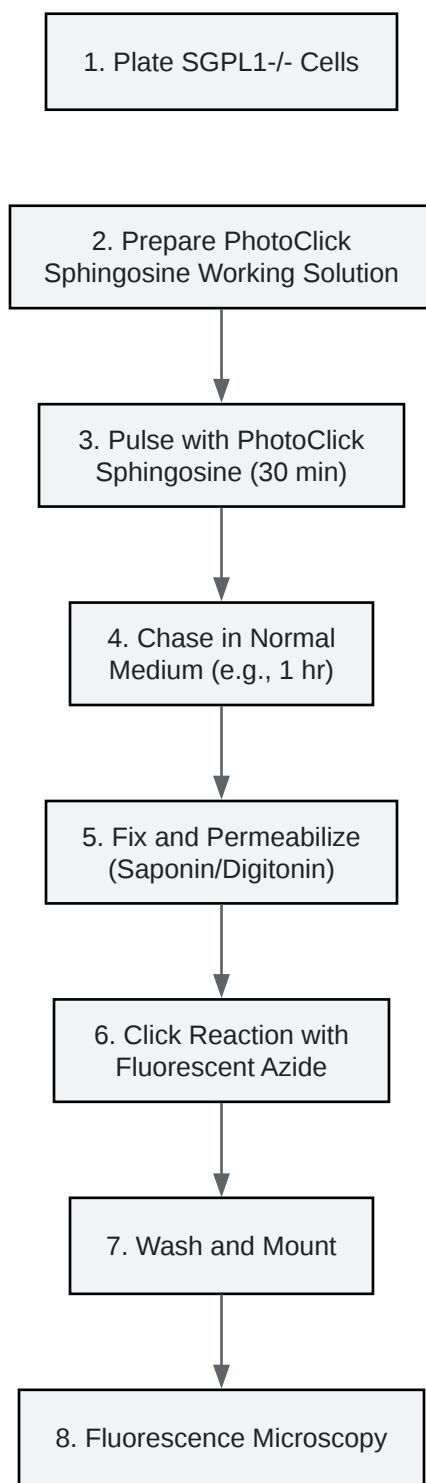 1. Plate SGPL1-/- Cells
2. Prepare PhotoClick
Sphingosine Working Solution
3. Pulse with PhotoClick
Sphingosine (30 min)
4. Chase in Normal
Medium (e.g., 1 hr)
5. Fix and Permeabilize
(Saponin/Digitonin)
6. Click Reaction with
Fluorescent Azide
7. Wash and Mount
8. Fluorescence Microscopy